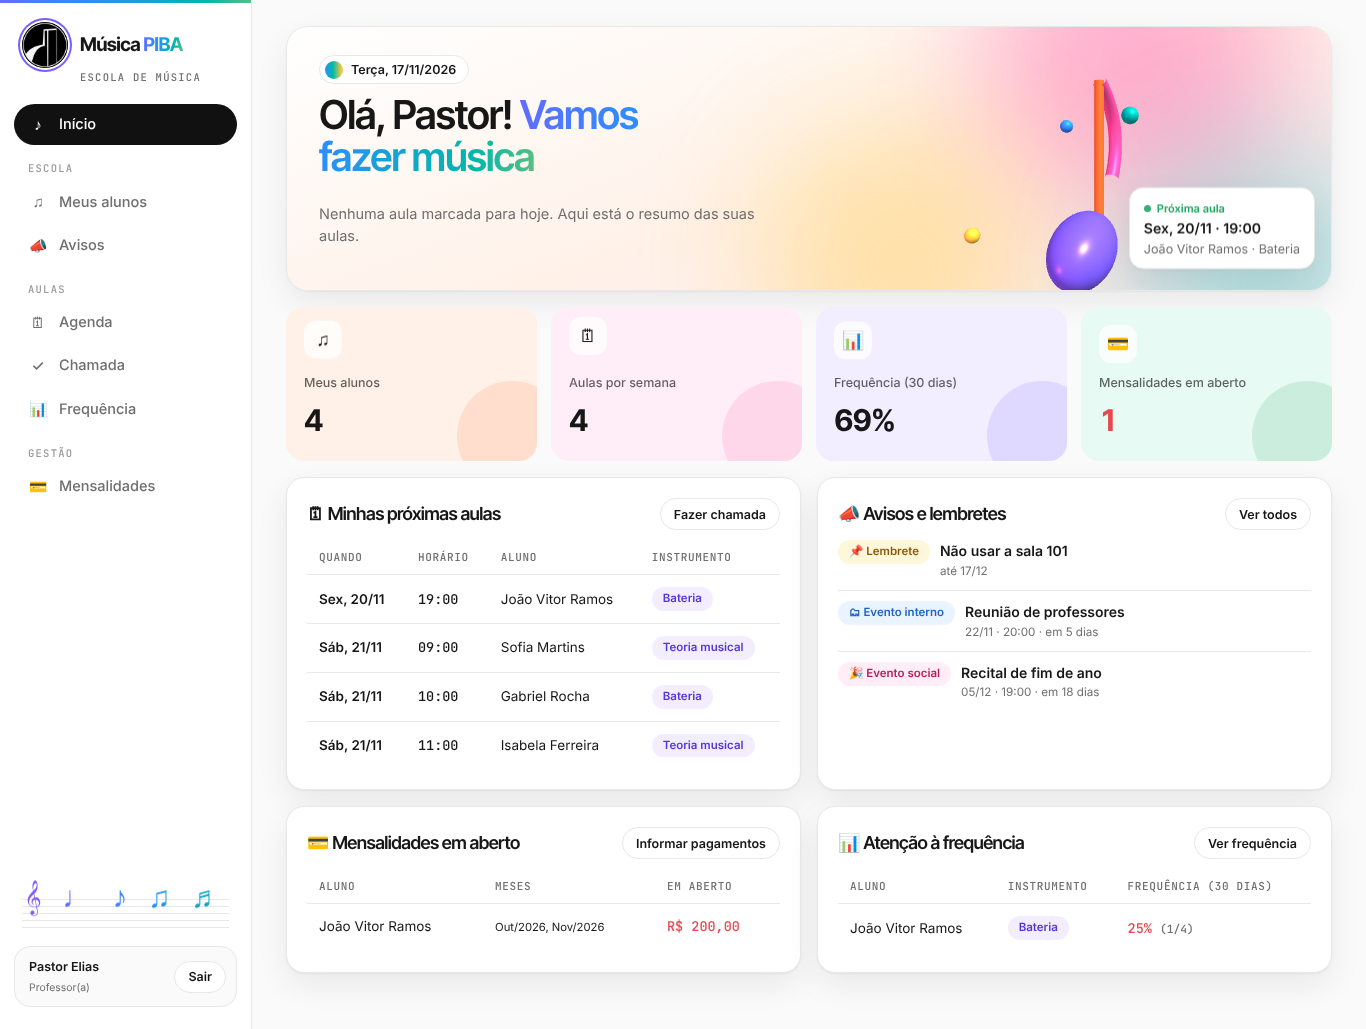 Música PIBA
ESCOLA DE MÚSICA
Início
ESCOLA
Meus alunos
Avisos
AULAS
Agenda
Chamada
Frequência
GESTÃO
Mensalidades
Pastor Elias
Professor(a)
Sair
Terça, 17/11/2026
Olá, Pastor! Vamos
fazer música
Nenhuma aula marcada para hoje. Aqui está o resumo das suas
aulas.
Próxima aula
Sex, 20/11 · 19:00
João Vitor Ramos · Bateria
Meus alunos
4
Aulas por semana
4
Frequência (30 dias)
69%
Mensalidades em aberto
1
Minhas próximas aulas
Fazer chamada
QUANDO HORÁRIO ALUNO INSTRUMENTO
Sex, 20/11 19:00 João Vitor Ramos Bateria
Sáb, 21/11 09:00 Sofia Martins Teoria musical
Sáb, 21/11 10:00 Gabriel Rocha Bateria
Sáb, 21/11 11:00 Isabela Ferreira Teoria musical
Avisos e lembretes
Ver todos
Lembrete Não usar a sala 101
até 17/12
Evento interno Reunião de professores
22/11 · 20:00 · em 5 dias
Evento social Recital de fim de ano
05/12 · 19:00 · em 18 dias
Mensalidades em aberto
Informar pagamentos
ALUNO MESES EM ABERTO
João Vitor Ramos Out/2026, Nov/2026 R$ 200,00
Atenção à frequência
Ver frequência
ALUNO INSTRUMENTO FREQUÊNCIA (30 DIAS)
João Vitor Ramos Bateria 25% (1/4)